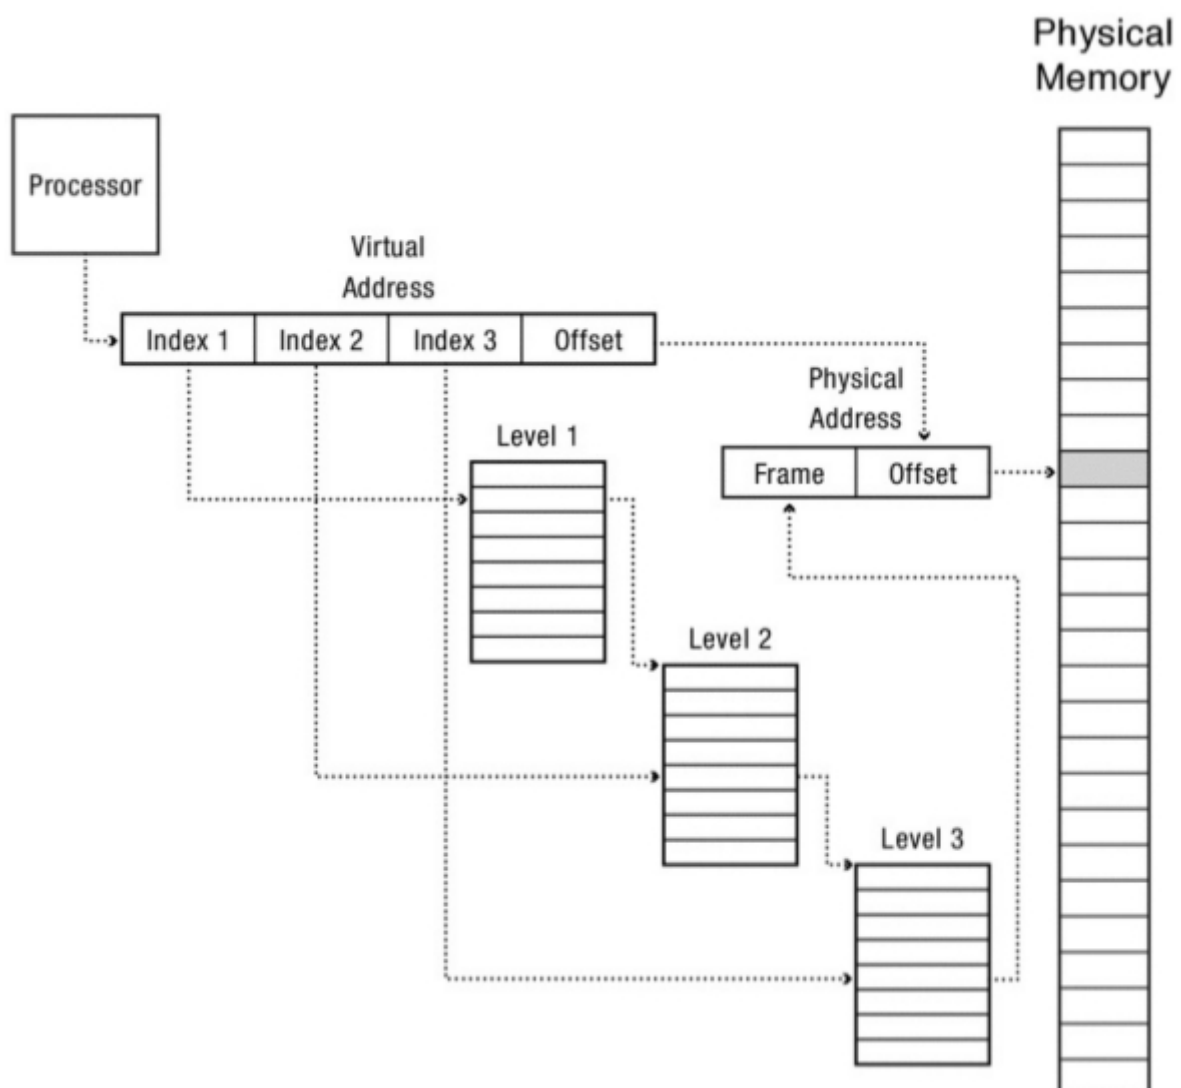 Physical
Memory
Processor
Virtual
Address
Index 1
Index 2
Index 3
Offset
Physical
Address
Level 1
Frame
Offset
Level 2
Level 3